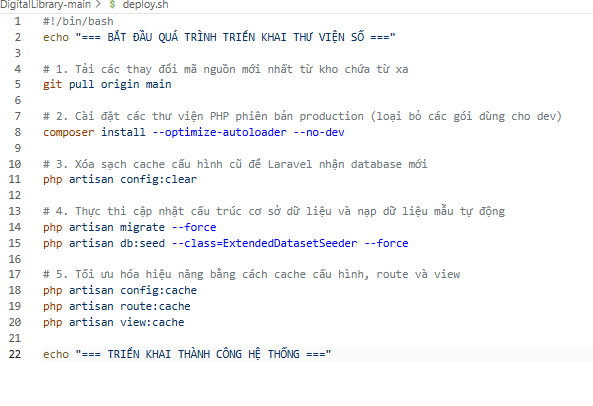 DigitalLibrary-main > $ deploy.sh
1 #!/bin/bash
2 echo "=== BẮT ĐẦU QUÁ TRÌNH TRIỂN KHAI THƯ VIỆN SỐ ==="
3
4 # 1. Tải các thay đổi mã nguồn mới nhất từ kho chứa từ xa
5 git pull origin main
6
7 # 2. Cài đặt các thư viện PHP phiên bản production (loại bỏ các gói dùng cho dev)
8 composer install --optimize-autoloader --no-dev
9
10 # 3. Xóa sạch cache cấu hình cũ để Laravel nhận database mới
11 php artisan config:clear
12
13 # 4. Thực thi cập nhật cấu trúc cơ sở dữ liệu và nạp dữ liệu mẫu tự động
14 php artisan migrate --force
15 php artisan db:seed --class=ExtendedDatasetSeeder --force
16
17 # 5. Tối ưu hóa hiệu năng bằng cách cache cấu hình, route và view
18 php artisan config:cache
19 php artisan route:cache
20 php artisan view:cache
21
22 echo "=== TRIỂN KHAI THÀNH CÔNG HỆ THỐNG ==="